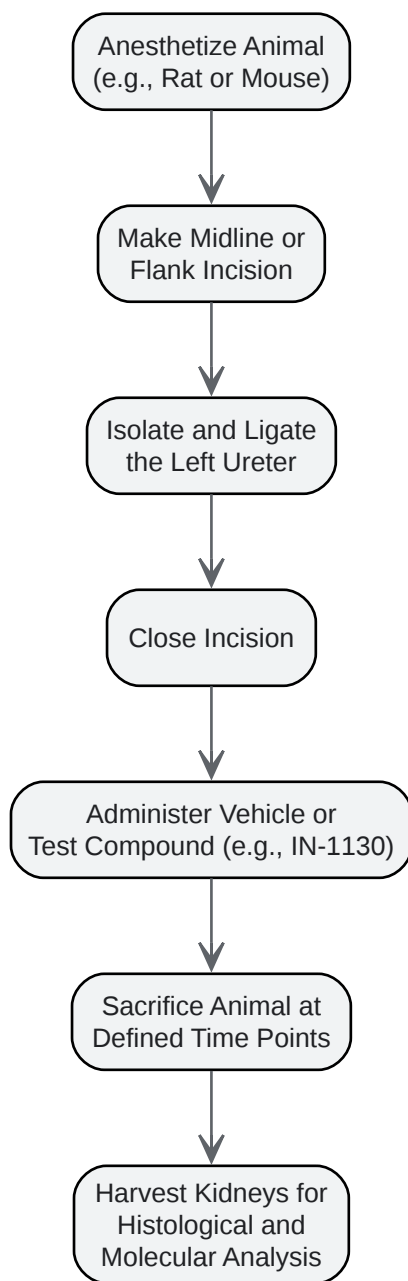 Anesthetize Animal
(e.g., Rat or Mouse)
Make Midline or
Flank Incision
Isolate and Ligate
the Left Ureter
Close Incision
Administer Vehicle or
Test Compound (e.g., IN-1130)
Sacrifice Animal at
Defined Time Points
Harvest Kidneys for
Histological and
Molecular Analysis